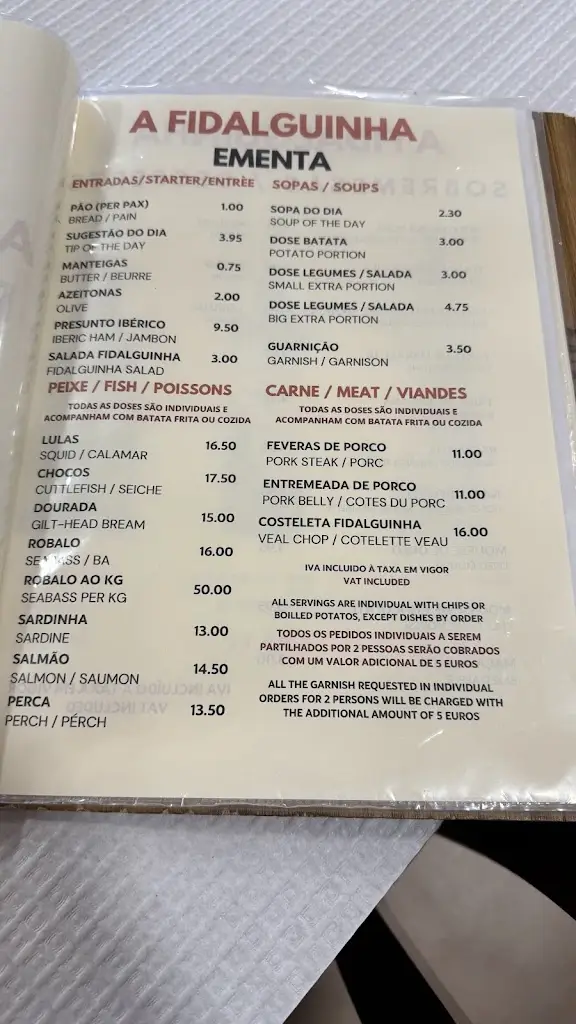 A FIDALGUINHA
EMENTA
ENTRADAS/STARTER/ENTRÈE
PÃO (PER PAX) 1.00
BREAD / PAIN
SUGESTÃO DO DIA 3.95
TIP OF THE DAY
MANTEIGAS 0.75
BUTTER / BEURRE
AZEITONAS 2.00
OLIVE
PRESUNTO IBÉRICO 9.50
IBERIC HAM / JAMBON
SALADA FIDALGUINHA 3.00
FIDALGUINHA SALAD
SOPAS / SOUPS
SOPA DO DIA 2.30
SOUP OF THE DAY
DOSE BATATA 3.00
POTATO PORTION
DOSE LEGUMES / SALADA 3.00
SMALL EXTRA PORTION
DOSE LEGUMES / SALADA 4.75
BIG EXTRA PORTION
GUARNIÇÃO 3.50
GARNISH / GARNISON
PEIXE / FISH / POISSONS
TODAS AS DOSES SÃO INDIVIDUAIS E
ACOMPANHAM COM BATATA FRITA OU COZIDA
LULAS 16.50
SQUID / CALAMAR
CHOCOS 17.50
CUTTLEFISH / SEICHE
DOURADA 15.00
GILT-HEAD BREAM
ROBALO 16.00
/ BA
ROBALO AO KG 50.00
SEABASS PER KG
SARDINHA 13.00
SARDINE
SALMÃO 14.50
SALMON / SAUMON
PERCA 13.50
PERCH / PÉRCH
CARNE / MEAT / VIANDES
TODAS AS DOSES SÃO INDIVIDUAIS E
ACOMPANHAM COM BATATA FRITA OU COZIDA
FEVERAS DE PORCO 11.00
PORK STEAK / PORC
ENTREMEADA DE PORCO 11.00
PORK BELLY / COTES DU PORC
COSTELETA FIDALGUINHA 16.00
VEAL CHOP / COTELETTE VEAU
IVA INCLUIDO À TAXA EM VIGOR
VAT INCLUDED
ALL SERVINGS ARE INDIVIDUAL WITH CHIPS OR
BOILLED POTATOS, EXCEPT DISHES BY ORDER
TODOS OS PEDIDOS INDIVIDUAIS A SEREM
PARTILHADOS POR 2 PESSOAS SERÃO COBRADOS
COM UM VALOR ADICIONAL DE 5 EUROS
ALL THE GARNISH REQUESTED IN INDIVIDUAL
ORDERS FOR 2 PERSONS WILL BE CHARGED WITH
THE ADDITIONAL AMOUNT OF 5 EUROS